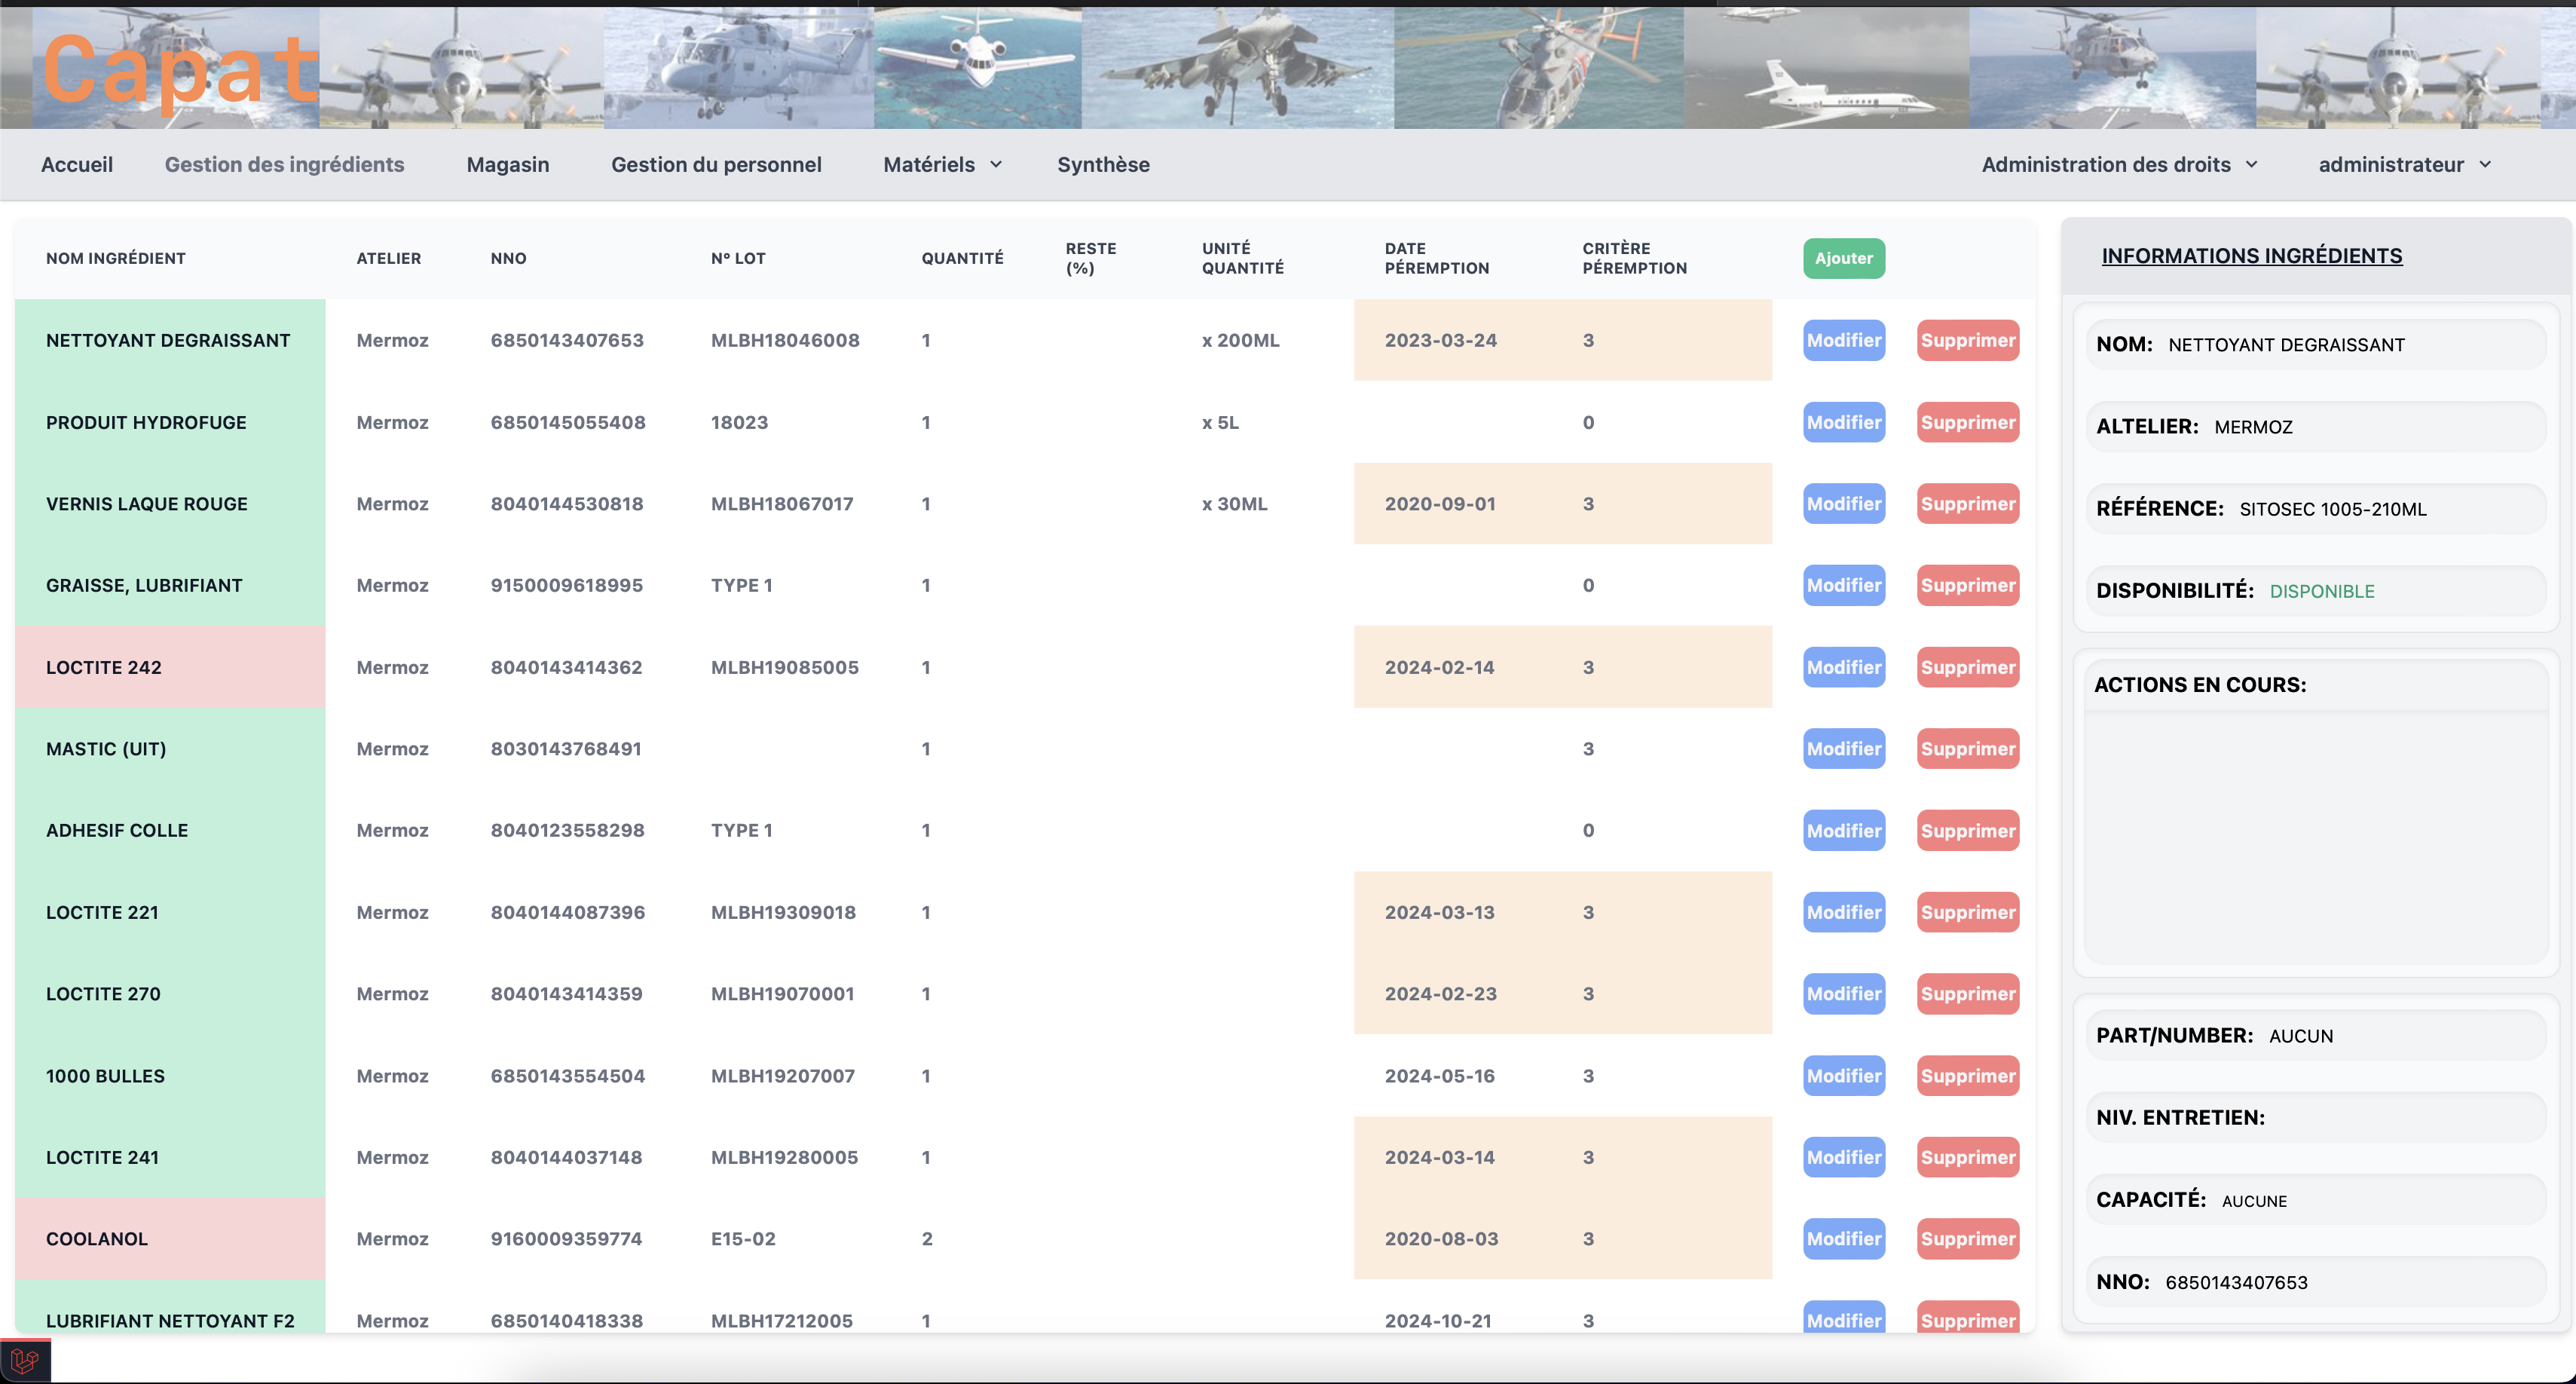 Capat
Accueil Gestion des ingrédients Magasin Gestion du personnel Matériels Synthèse Administration des droits administrateur
NOM INGRÉDIENT ATELIER NNO N° LOT QUANTITÉ RESTE (%) UNITÉ QUANTITÉ DATE PÉREMPTION CRITÈRE PÉREMPTION Ajouter
NETTOYANT DEGRAISSANT Mermoz 6850143407653 MLBH18046008 1 x 200ML 2023-03-24 3 Modifier Supprimer
PRODUIT HYDROFUGE Mermoz 6850145055408 18023 1 x 5L 0 Modifier Supprimer
VERNIS LAQUE ROUGE Mermoz 8040144530818 MLBH18067017 1 x 30ML 2020-09-01 3 Modifier Supprimer
GRAISSE, LUBRIFIANT Mermoz 9150009618995 TYPE 1 1 0 Modifier Supprimer
LOCTITE 242 Mermoz 8040143414362 MLBH19085005 1 2024-02-14 3 Modifier Supprimer
MASTIC (UIT) Mermoz 8030143768491 1 3 Modifier Supprimer
ADHESIF COLLE Mermoz 8040123558298 TYPE 1 1 0 Modifier Supprimer
LOCTITE 221 Mermoz 8040144087396 MLBH19309018 1 2024-03-13 3 Modifier Supprimer
LOCTITE 270 Mermoz 8040143414359 MLBH19070001 1 2024-02-23 3 Modifier Supprimer
1000 BULLES Mermoz 6850143554504 MLBH19207007 1 2024-05-16 3 Modifier Supprimer
LOCTITE 241 Mermoz 8040144037148 MLBH19280005 1 2024-03-14 3 Modifier Supprimer
COOLANOL Mermoz 9160009359774 E15-02 2 2020-08-03 3 Modifier Supprimer
LUBRIFIANT NETTOYANT F2 Mermoz 6850140418338 MLBH17212005 1 2024-10-21 3 Modifier Supprimer
INFORMATIONS INGRÉDIENTS
NOM: NETTOYANT DEGRAISSANT
ALTELIER: MERMOZ
RÉFÉRENCE: SITOSEC 1005-210ML
DISPONIBILITÉ: DISPONIBLE
ACTIONS EN COURS:
PART/NUMBER: AUCUN
NIV. ENTRETIEN:
CAPACITÉ: AUCUNE
NNO: 6850143407653